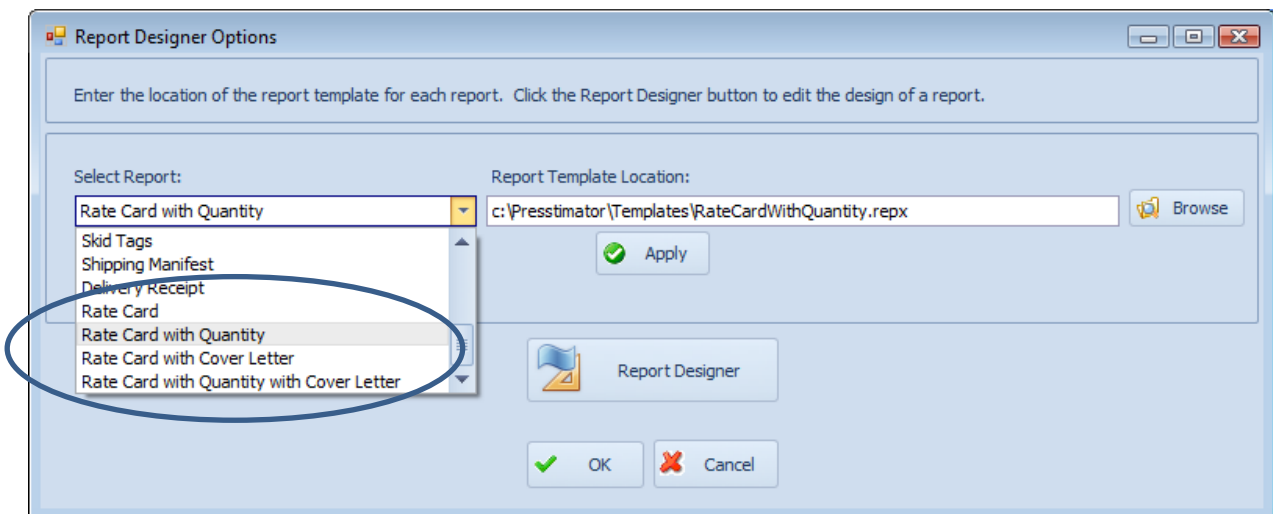 Report Designer Options
Enter the location of the report template for each report. Click the Report Designer button to edit the design of a report.
Select Report:
Report Template Location:
Rate Card with Quantity
c:\Presstimator\Templates\RateCardWithQuantity.repx
Browse
Skid Tags
Shipping Manifest
Delivery Receipt
Rate Card
Rate Card with Quantity
Rate Card with Cover Letter
Rate Card with Quantity with Cover Letter
Apply
Report Designer
OK
Cancel